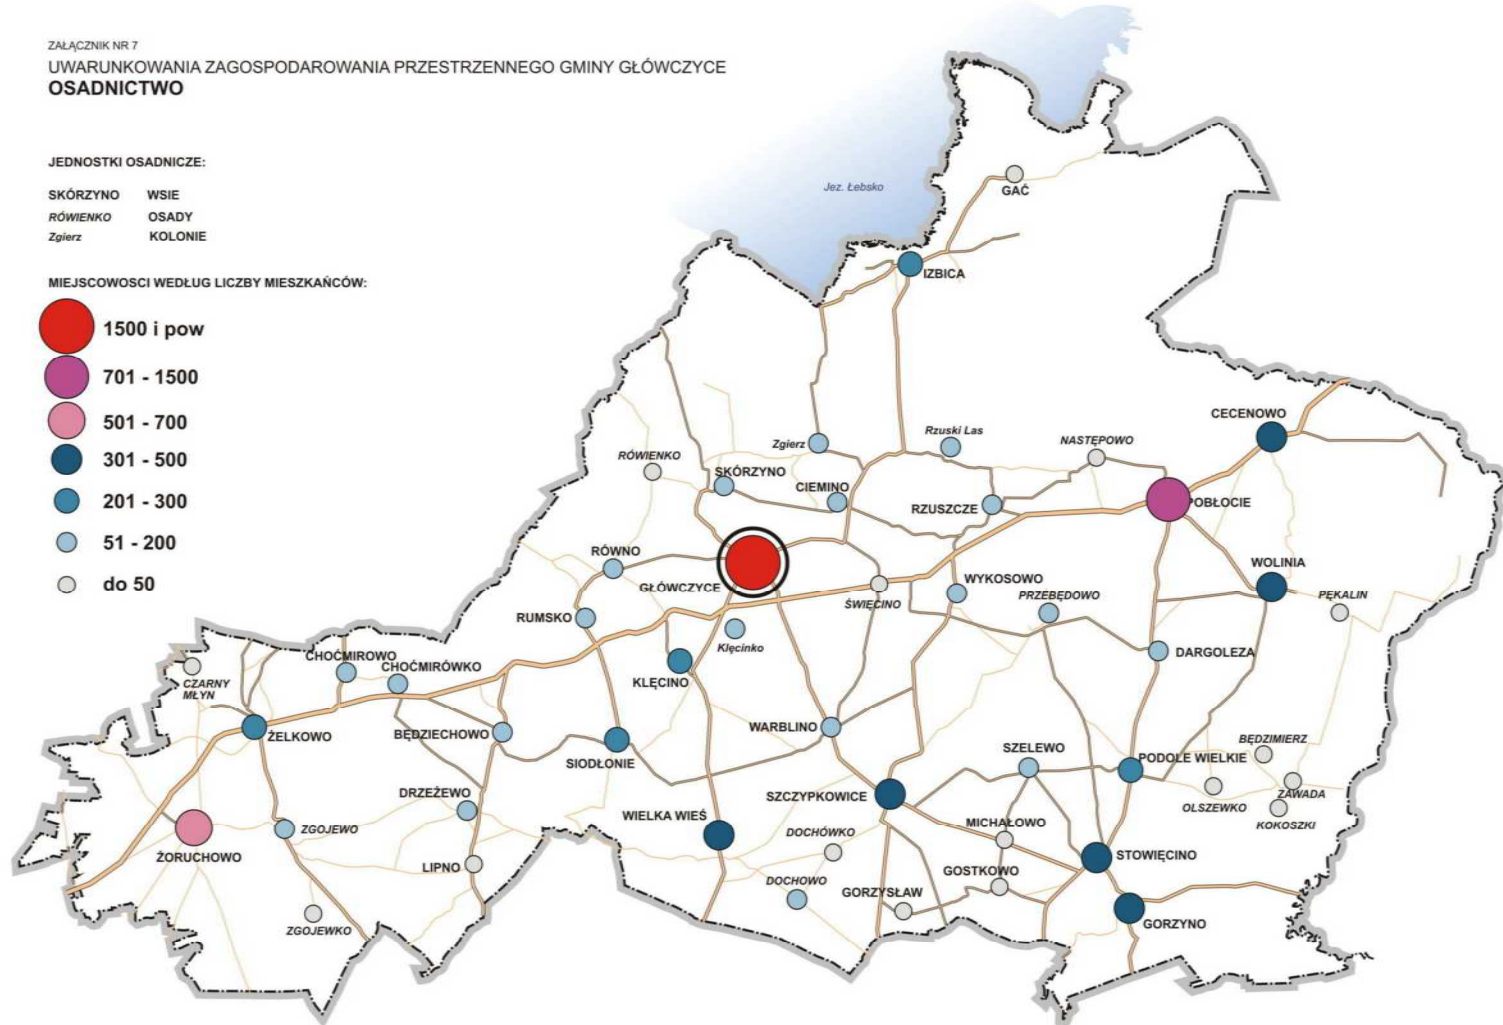 ZAŁĄCZNIK NR 7
UWARUNKOWANIA ZAGOSPODAROWANIA PRZESTRZENNEGO GMINY GŁÓWCZYCE
OSADNICTWO
JEDNOSTKI OSADNICZE:
SKÓRZYNO WSIE
RÓWIENKO OSADY
Zgierz KOLONIE
MIEJSCOWOSCI WEDŁUG LICZBY MIESZKAŃCÓW:
1500 i pow
701 - 1500
501 - 700
301 - 500
201 - 300
51 - 200
do 50
Jez. Łebsko
GAĆ
IZBICA
CECENOWO
Rzuski Las
Zgierz
NASTĘPOWO
RÓWIENKO
SKÓRZYNO
CIEMINO
RZUSZCZE
POBŁOCIE
RÓWNO
GŁÓWCZYCE
WOLINIA
WYKOSOWO
ŚWIĘCINO
PRZEBĘDOWO
PĘKALIN
RUMSKO
Klęcinko
DARGOLEZA
CHOĆMIROWO
CHOĆMIRÓWKO
CZARNY
MŁYN
KLĘCINO
ŻELKOWO
BĘDZIECHOWO
WARBLINO
SIODŁONIE
SZELEWO
BĘDZIMIERZ
PODOLE WIELKIE
OLSZEWKO
ZAWADA
KOKOSZKI
DRZEŻEWO
SZCZYPKOWICE
WIELKA WIEŚ
MICHAŁOWO
ZGOJEWO
DOCHÓWKO
ŻORUCHOWO
STOWIĘCINO
LIPNO
GOSTKOWO
DOCHOWO
GORZYSŁAW
GORZYNO
ZGOJEWKO